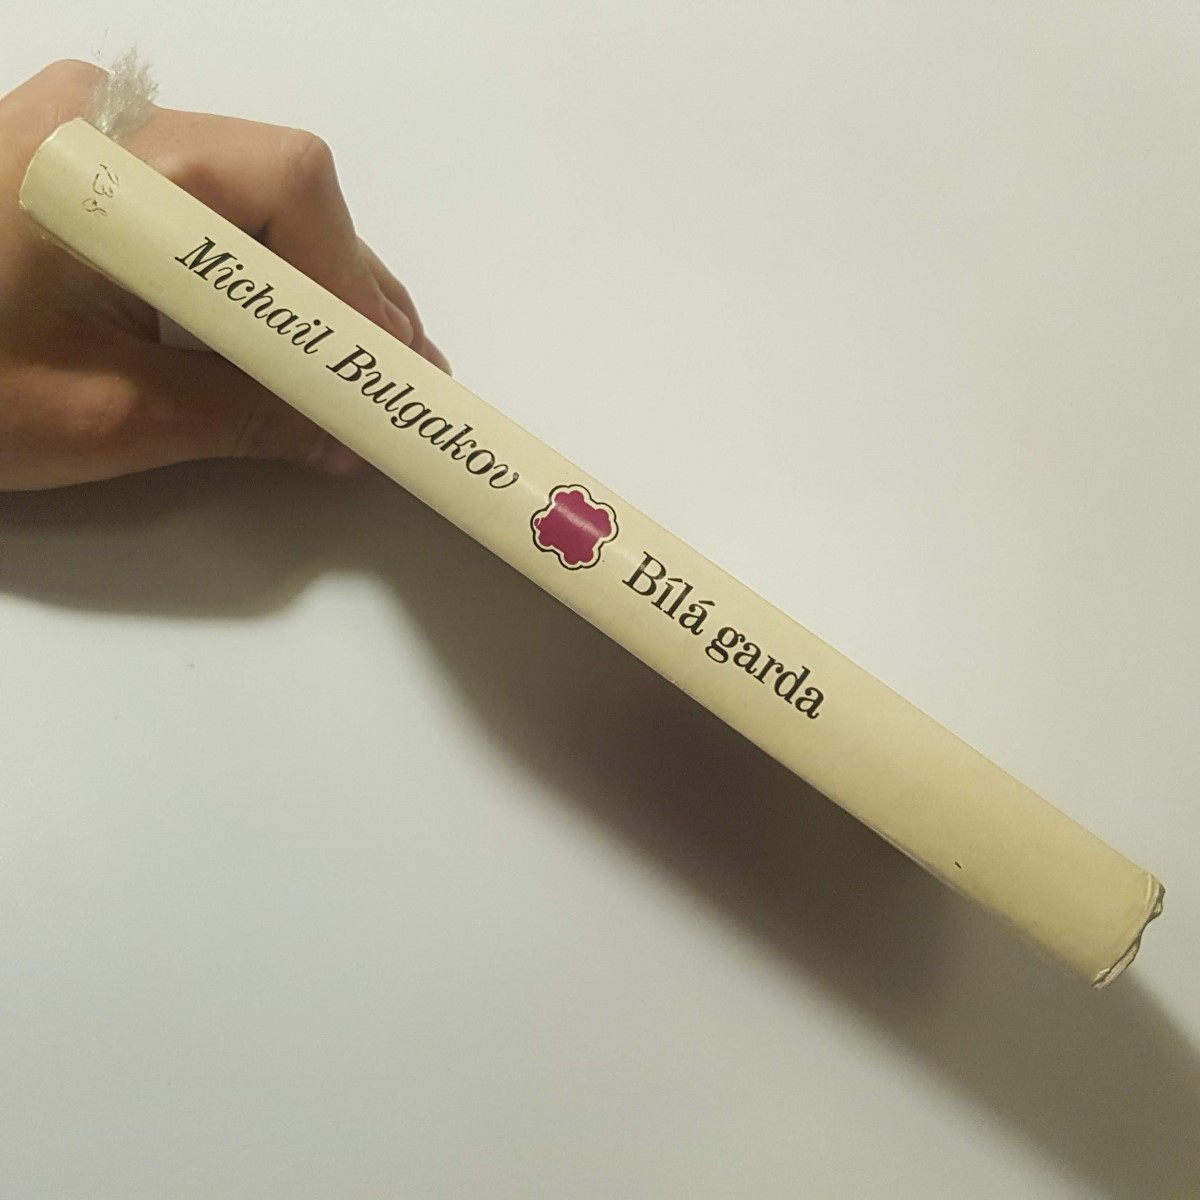 Michail Bulgakov
Bílá garda